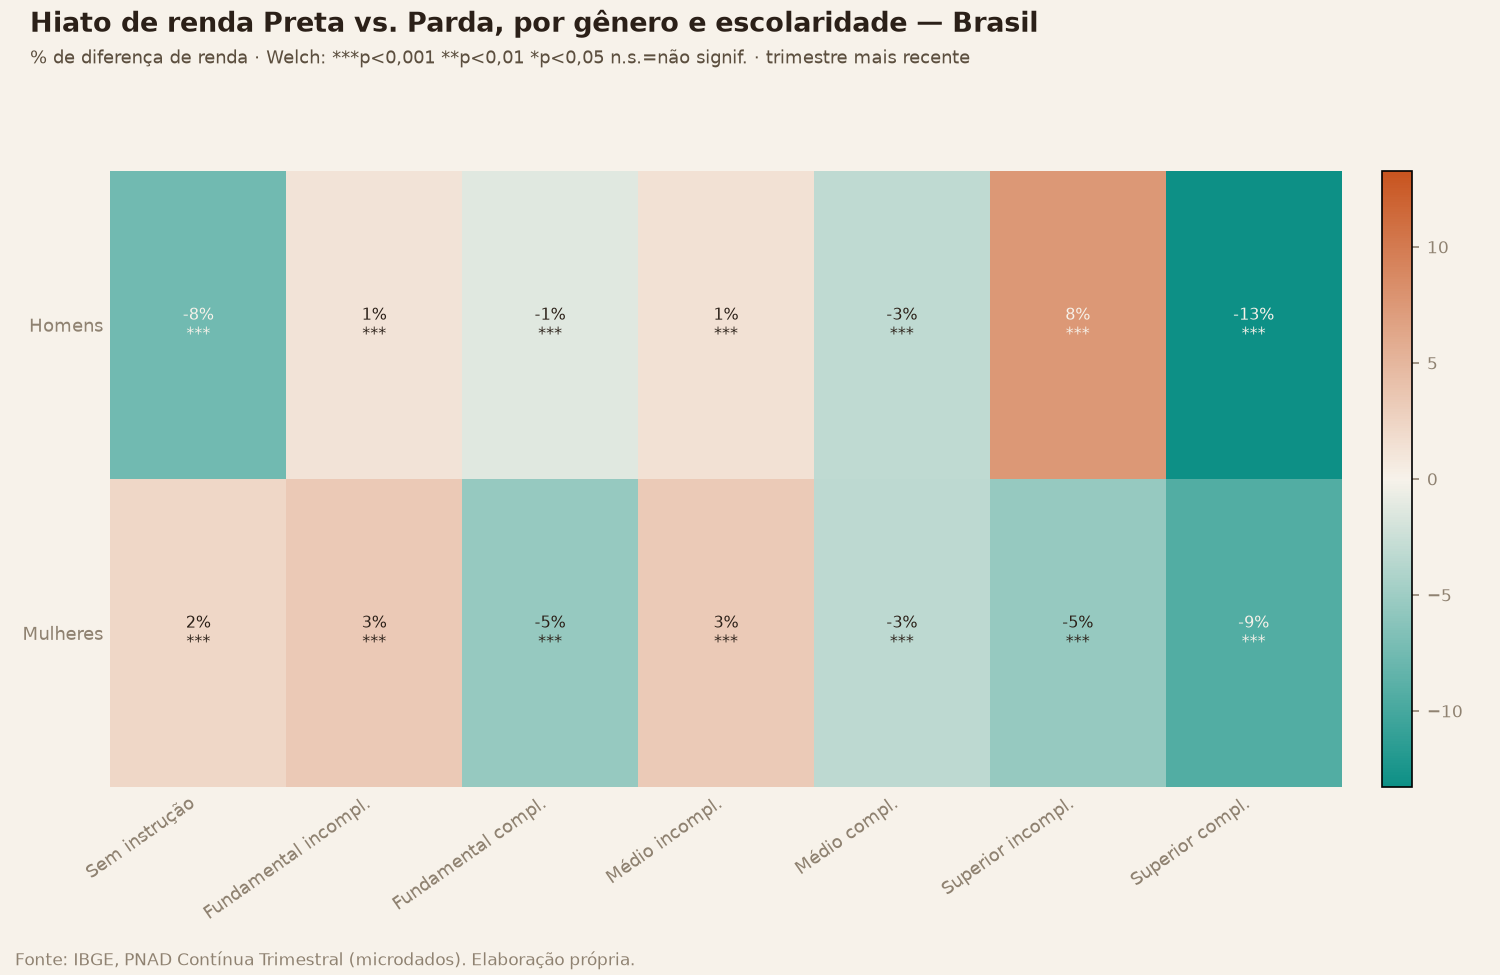 Hiato de renda Preta vs. Parda, por gênero e escolaridade — Brasil
% de diferença de renda · Welch: ***p<0,001 **p<0,01 *p<0,05 n.s.=não signif. · trimestre mais recente
Homens
-8% 1% -1% 1% -3% 8% -13%
*** *** *** *** *** *** ***
Mulheres
2% 3% -5% 3% -3% -5% -9%
*** *** *** *** *** *** ***
10
5
0
−5
−10
Sem instrução
Fundamental incompl.
Fundamental compl.
Médio incompl.
Médio compl.
Superior incompl.
Superior compl.
Fonte: IBGE, PNAD Contínua Trimestral (microdados). Elaboração própria.